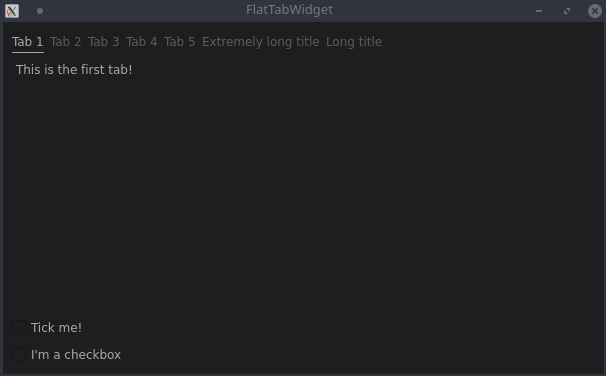 FlatTabWidget
Tab 1 Tab 2 Tab 3 Tab 4 Tab 5 Extremely long title Long title
This is the first tab!
Tick me!
I'm a checkbox